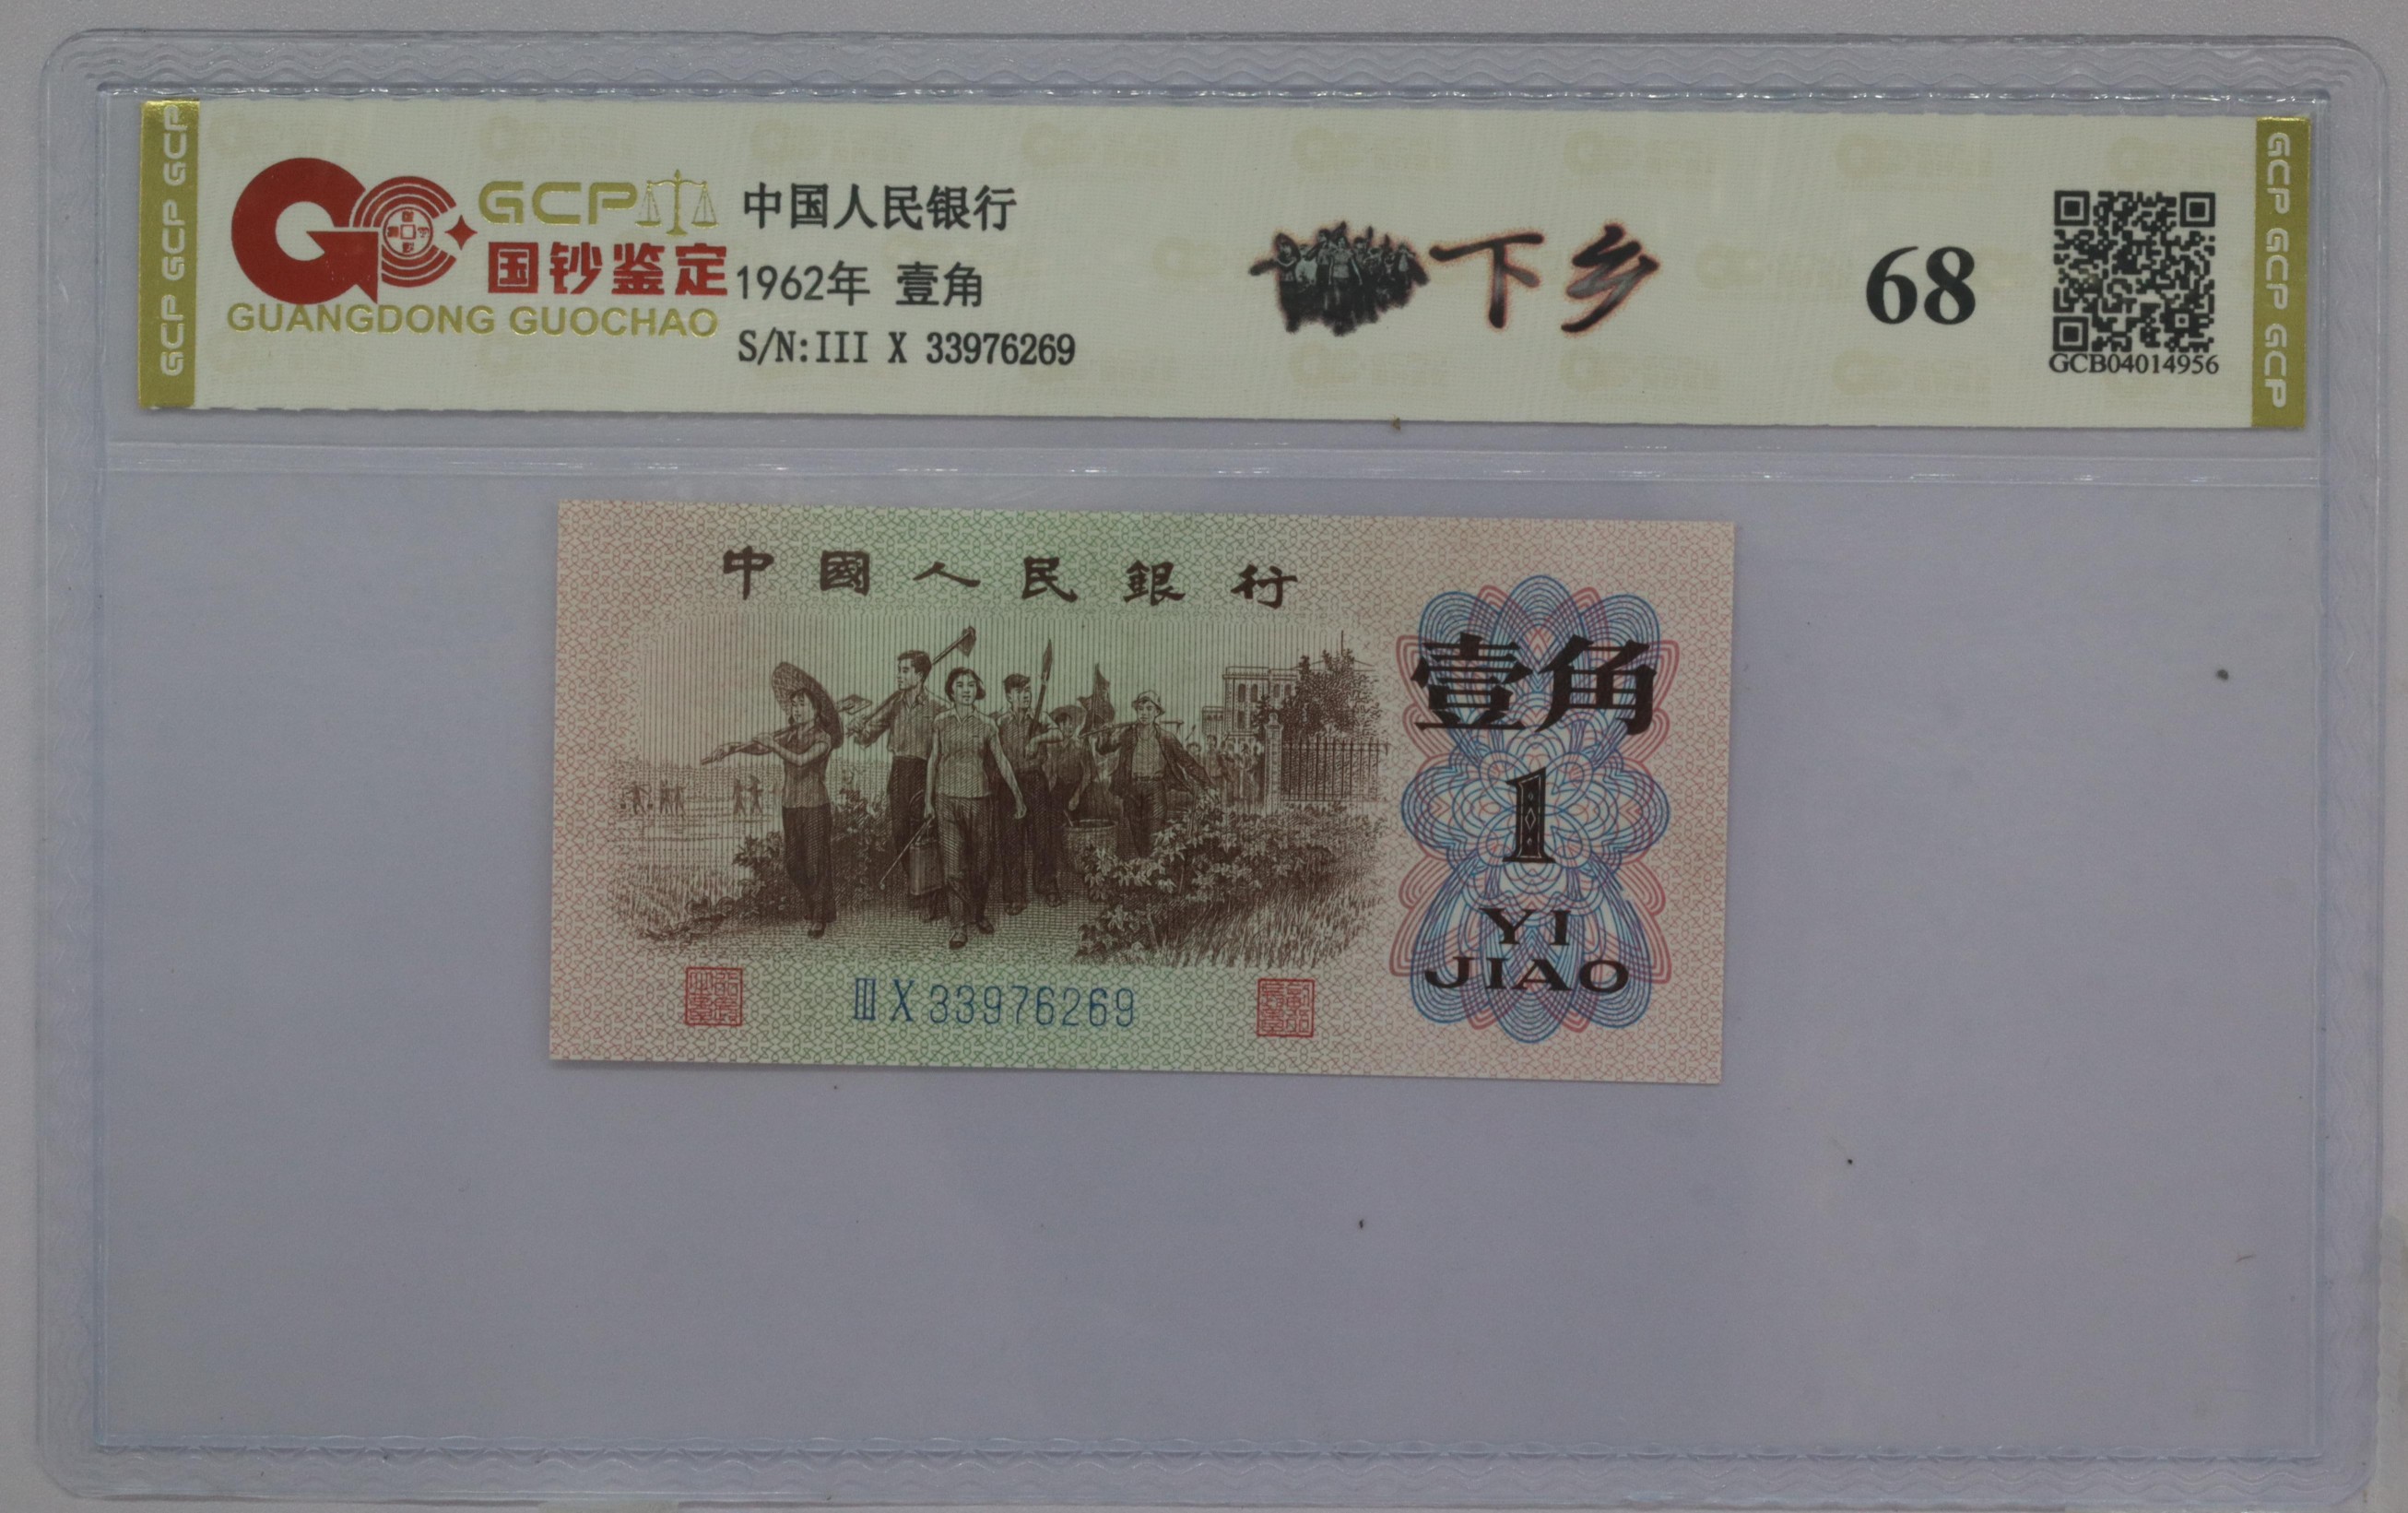 GCP GCP GCP
GCP
国钞鉴定
GUANGDONG GUOCHAO
中国人民银行
1962年 壹角
S/N:III X 33976269
下乡
68
GCB04014956
GCP GCP GCP
中國人民銀行
壹角
1
YI
JIAO
III X 33976269